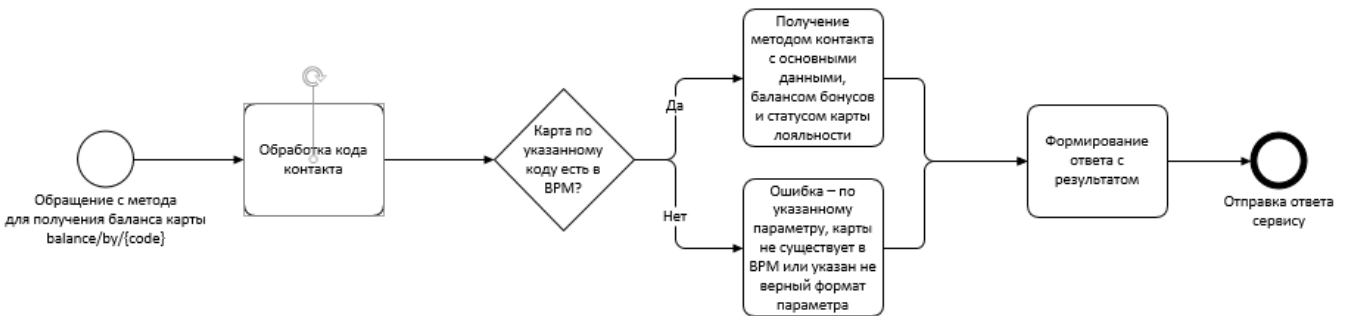 Обращение с метода
для получения баланса карты
balance/by/{code}
Обработка кода
контакта
Карта по
указанному
коду есть в
BPM?
Да
Нет
Получение
методом контакта
с основными
данными,
балансом бонусов
и статусом карты
лояльности
Ошибка – по
указанному
параметру, карты
не существует в
BPM или указан не
верный формат
параметра
Формирование
ответа с
результатом
Отправка ответа
сервису